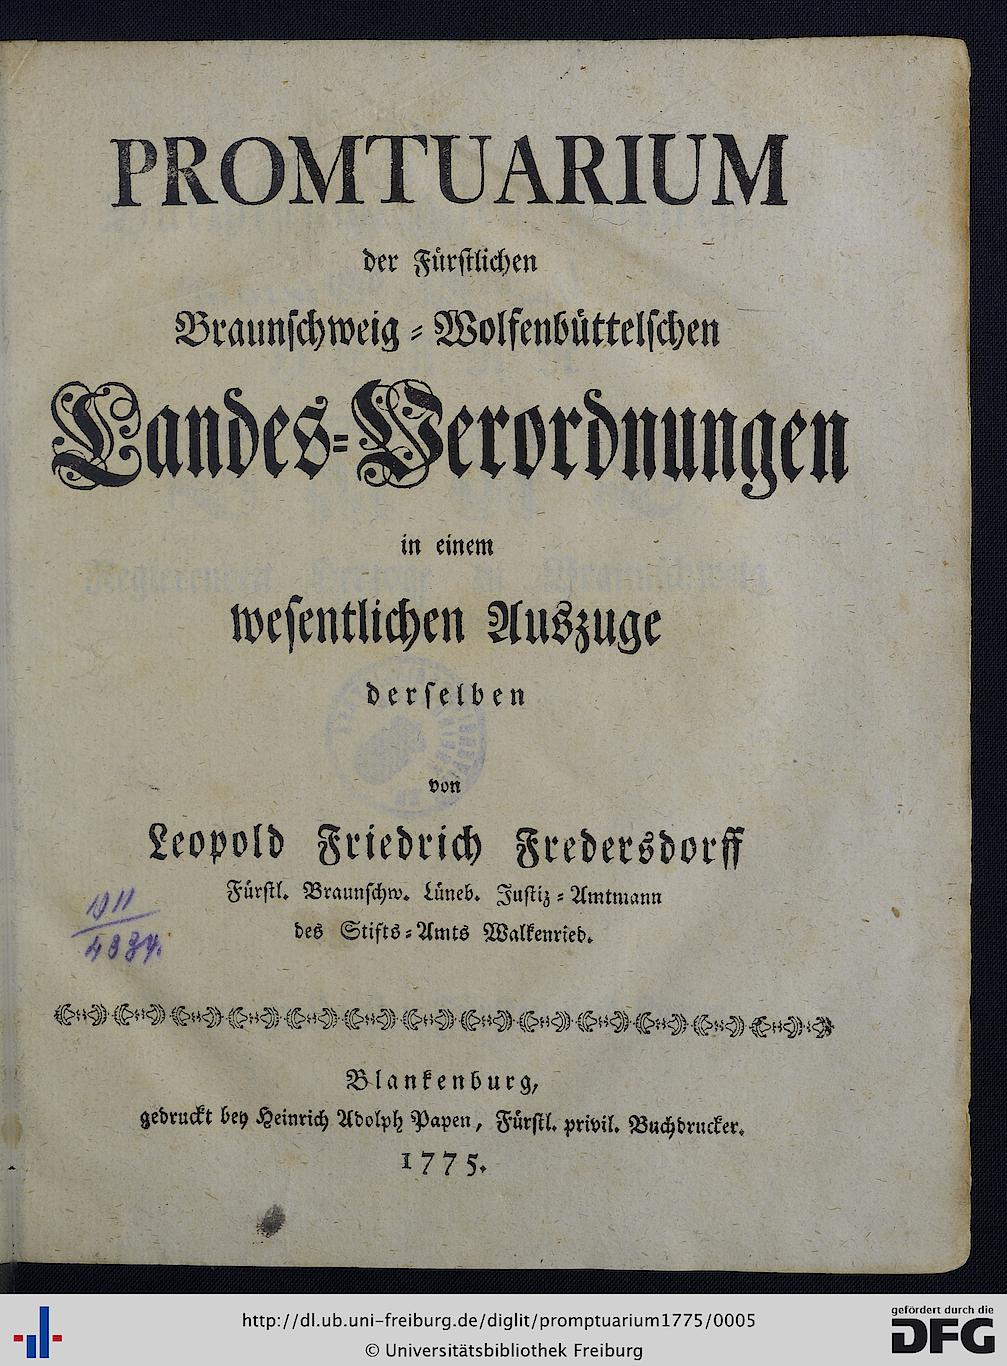 PROMTUARIUM
der Fürstlichen
Braunschweig-Wolfenbüttelschen
Landes-Verordnungen
in einem
wesentlichen Auszuge
derselben
von
Leopold Friedrich Fredersdorff
Fürstl. Braunschw. Lüneb. Justiz-Amtmann
des Stifts-Amts Walkenried.
Blankenburg,
gedruckt bey Heinrich Adolph Papen, Fürstl. privil. Buchdrucker.
1775.
http://dl.ub.uni-freiburg.de/diglit/promptuarium1775/0005
© Universitätsbibliothek Freiburg
gefördert durch die
DFG